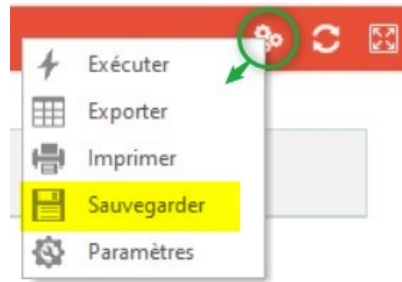 Exécuter
Exporter
Imprimer
Sauvegarder
Paramètres